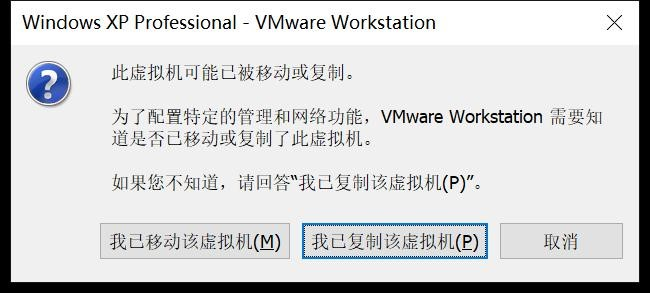 Windows XP Professional - VMware Workstation
此虚拟机可能已被移动或复制。
为了配置特定的管理和网络功能，VMware Workstation 需要知
道是否已移动或复制了此虚拟机。
如果您不知道，请回答“我已复制该虚拟机(P)”。
我已移动该虚拟机(M)
我已复制该虚拟机(P)
取消